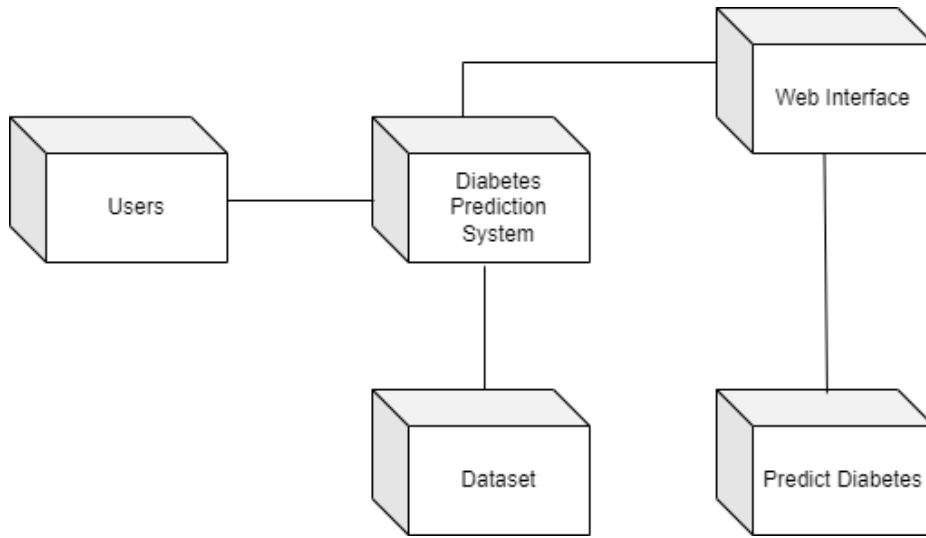 Web Interface
Users
Diabetes
Prediction
System
Dataset
Predict Diabetes